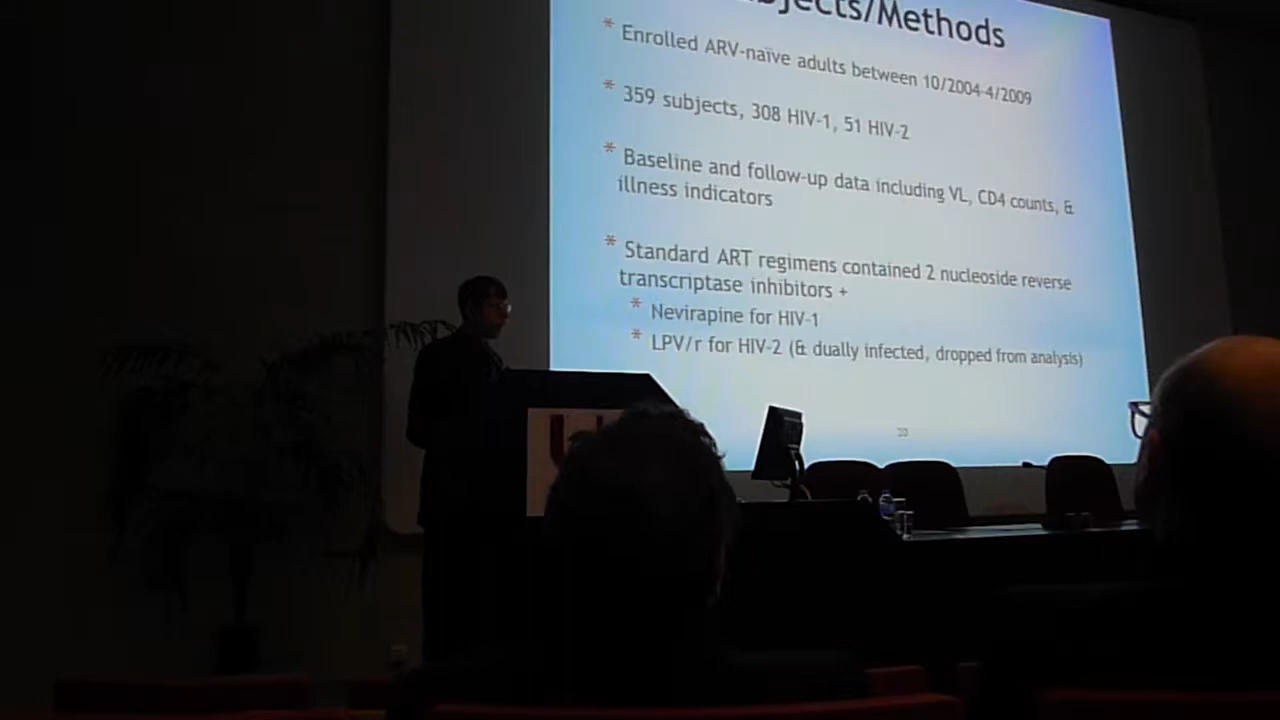 Subjects/Methods
* Enrolled ARV-naïve adults between 10/2004-4/2009
* 359 subjects, 308 HIV-1, 51 HIV-2
* Baseline and follow-up data including VL, CD4 counts, &
illness indicators
* Standard ART regimens contained 2 nucleoside reverse
transcriptase inhibitors +
* Nevirapine for HIV-1
* LPV/r for HIV-2 (& dually infected, dropped from analysis)